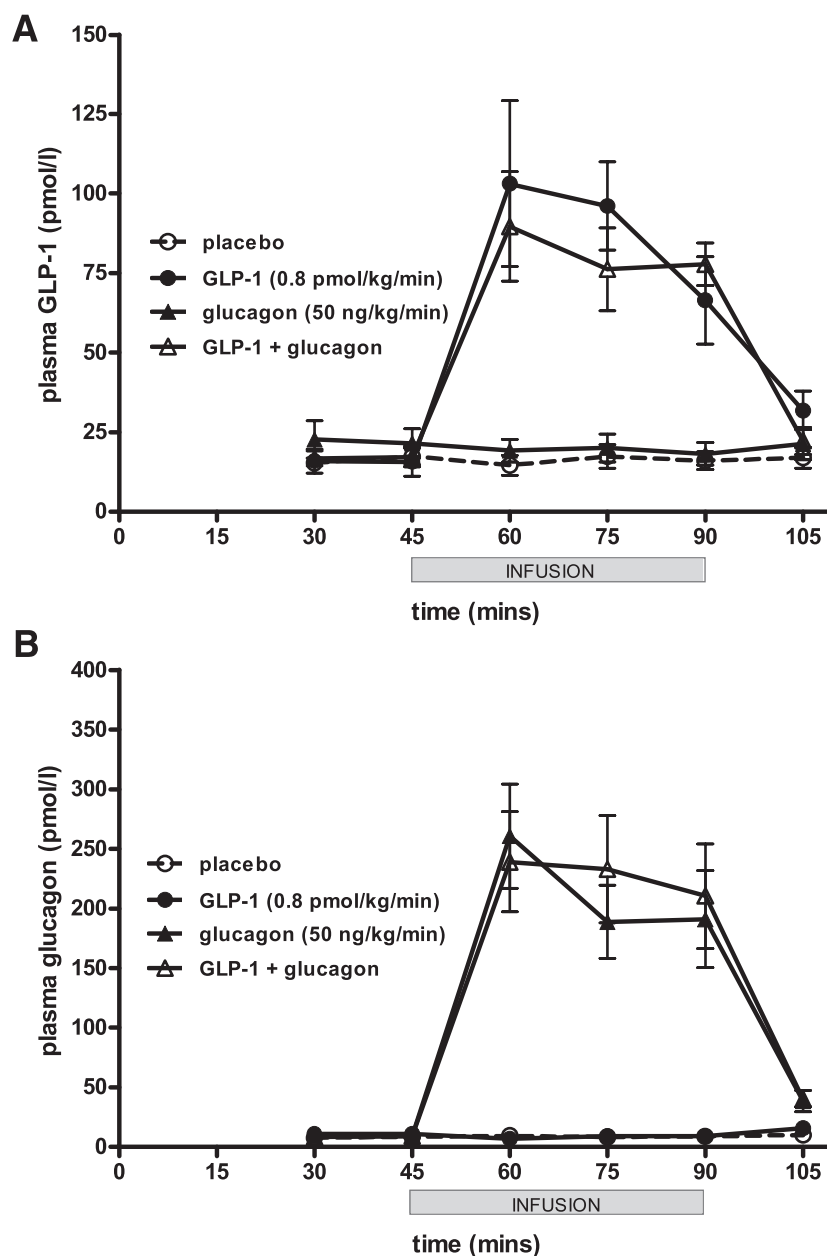 A
plasma GLP-1 (pmol/l)
150
125
100
75
50
25
0
placebo
GLP-1 (0.8 pmol/kg/min)
glucagon (50 ng/kg/min)
GLP-1 + glucagon
0 15 30 45 60 75 90 105
INFUSION
time (mins)
B
plasma glucagon (pmol/l)
400
350
300
250
200
150
100
50
0
placebo
GLP-1 (0.8 pmol/kg/min)
glucagon (50 ng/kg/min)
GLP-1 + glucagon
0 15 30 45 60 75 90 105
INFUSION
time (mins)